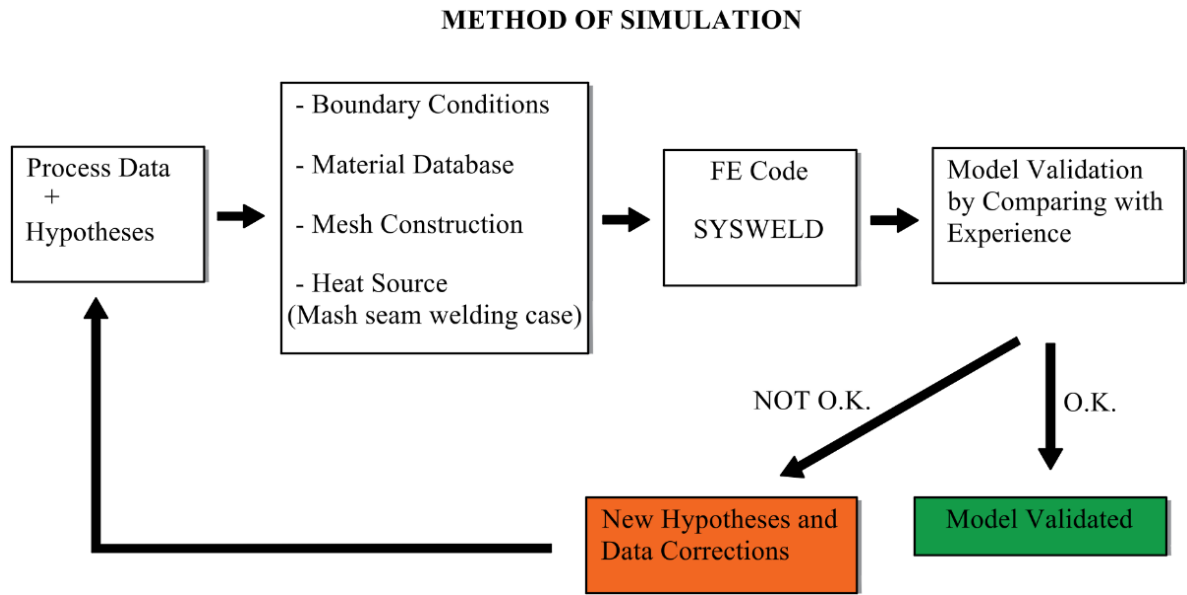 METHOD OF SIMULATION
Process Data
+
Hypotheses
- Boundary Conditions
- Material Database
- Mesh Construction
- Heat Source
(Mash seam welding case)
FE Code
SYSWELD
Model Validation
by Comparing with
Experience
NOT O.K.
O.K.
New Hypotheses and
Data Corrections
Model Validated